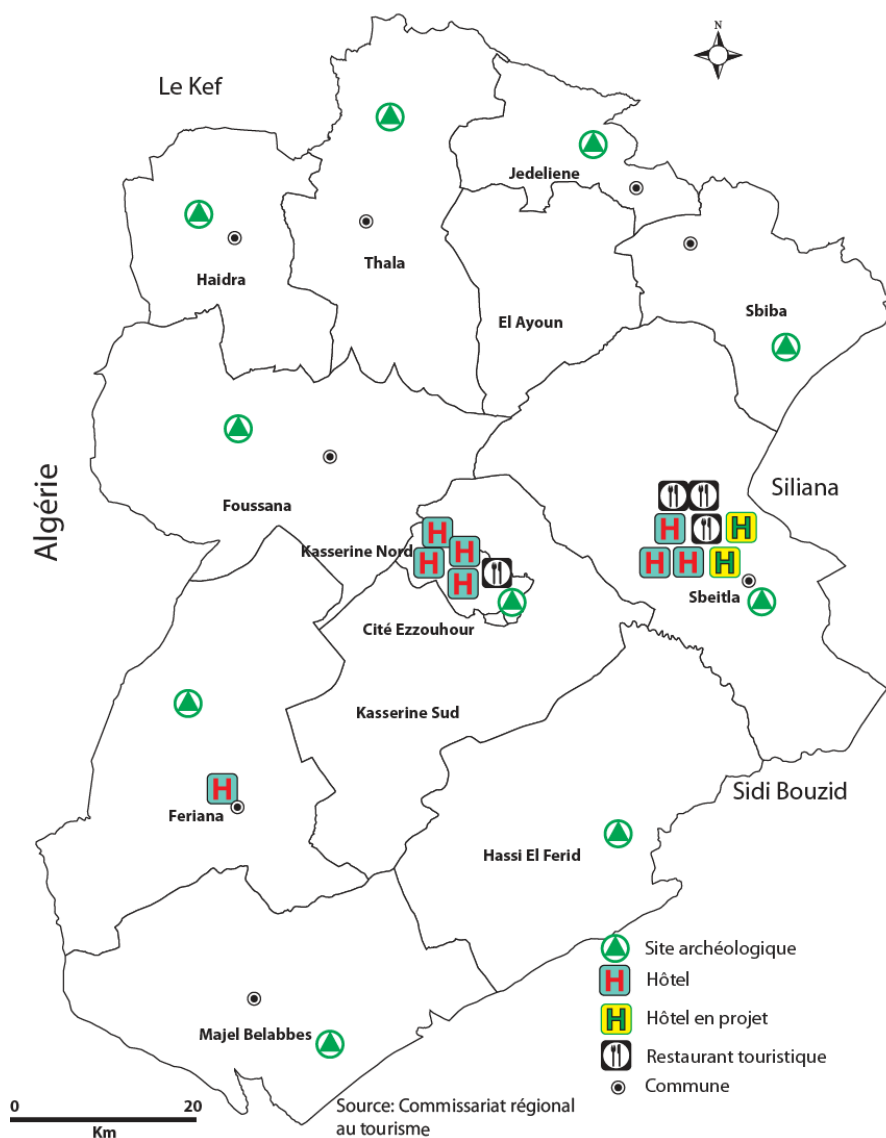 N
Le Kef
Jedeliene
Haidra
Thala
El Ayoun
Sbiba
Algérie
Siliana
Foussana
Kasserine Nord
H
H
H
H
H
H
H
H
H
Sbeitla
Cité Ezzouhour
Kasserine Sud
Sidi Bouzid
H
Feriana
Hassi El Ferid
Site archéologique
H Hôtel
H Hôtel en projet
Majel Belabbes
Restaurant touristique
Commune
0 20
Km
Source: Commissariat régional
au tourisme